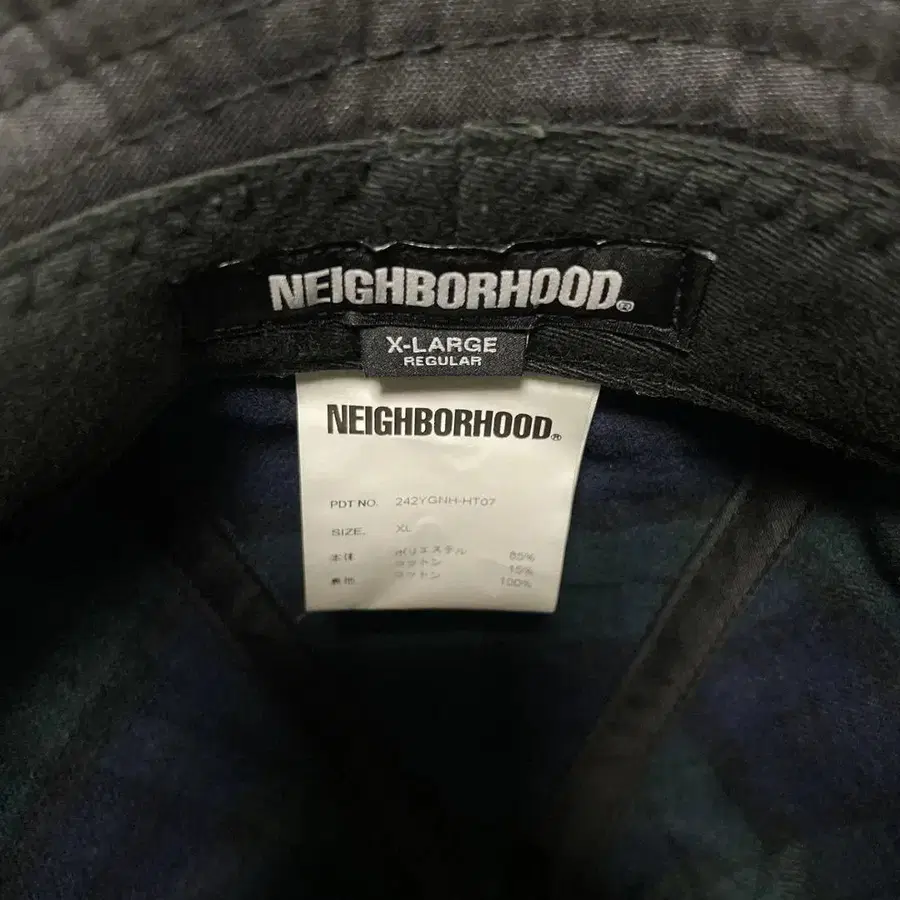 NEIGHBORHOOD®
X-LARGE
REGULAR
NEIGHBORHOOD®
PDT NO. 242YGNH-HT07
SIZE. XL
本体 ポリエステル 85%
コットン 15%
表地 コットン 100%